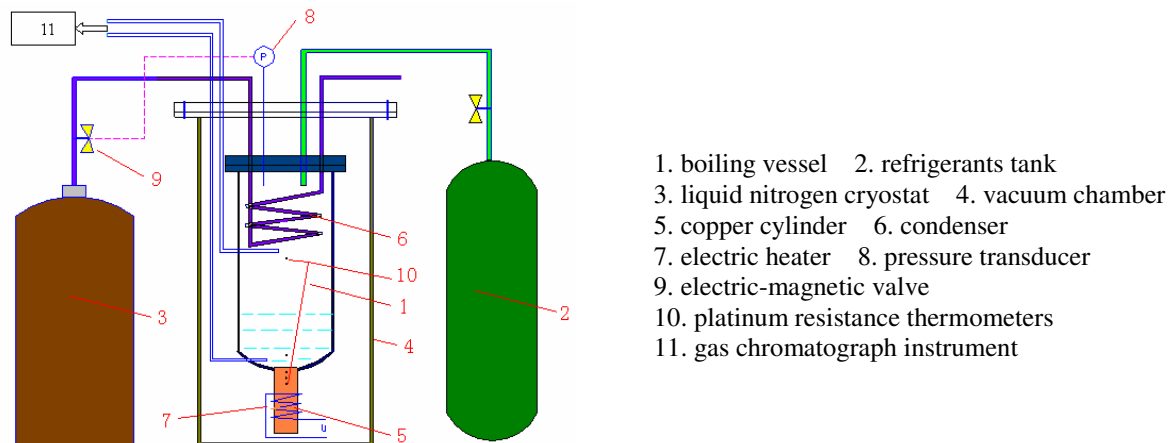 11
8
P
9
6
10
1
3
2
4
7
5
u
1. boiling vessel 2. refrigerants tank
3. liquid nitrogen cryostat 4. vacuum chamber
5. copper cylinder 6. condenser
7. electric heater 8. pressure transducer
9. electric-magnetic valve
10. platinum resistance thermometers
11. gas chromatograph instrument